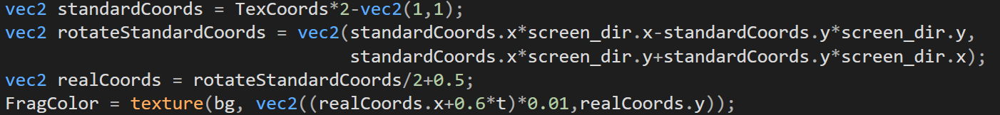 vec2 standardCoords = TexCoords*2-vec2(1,1);
vec2 rotateStandardCoords = vec2(standardCoords.x*screen_dir.x-standardCoords.y*screen_dir.y,
standardCoords.x*screen_dir.y+standardCoords.y*screen_dir.x);
vec2 realCoords = rotateStandardCoords/2+0.5;
FragColor = texture(bg, vec2((realCoords.x+0.6*t)*0.01,realCoords.y));